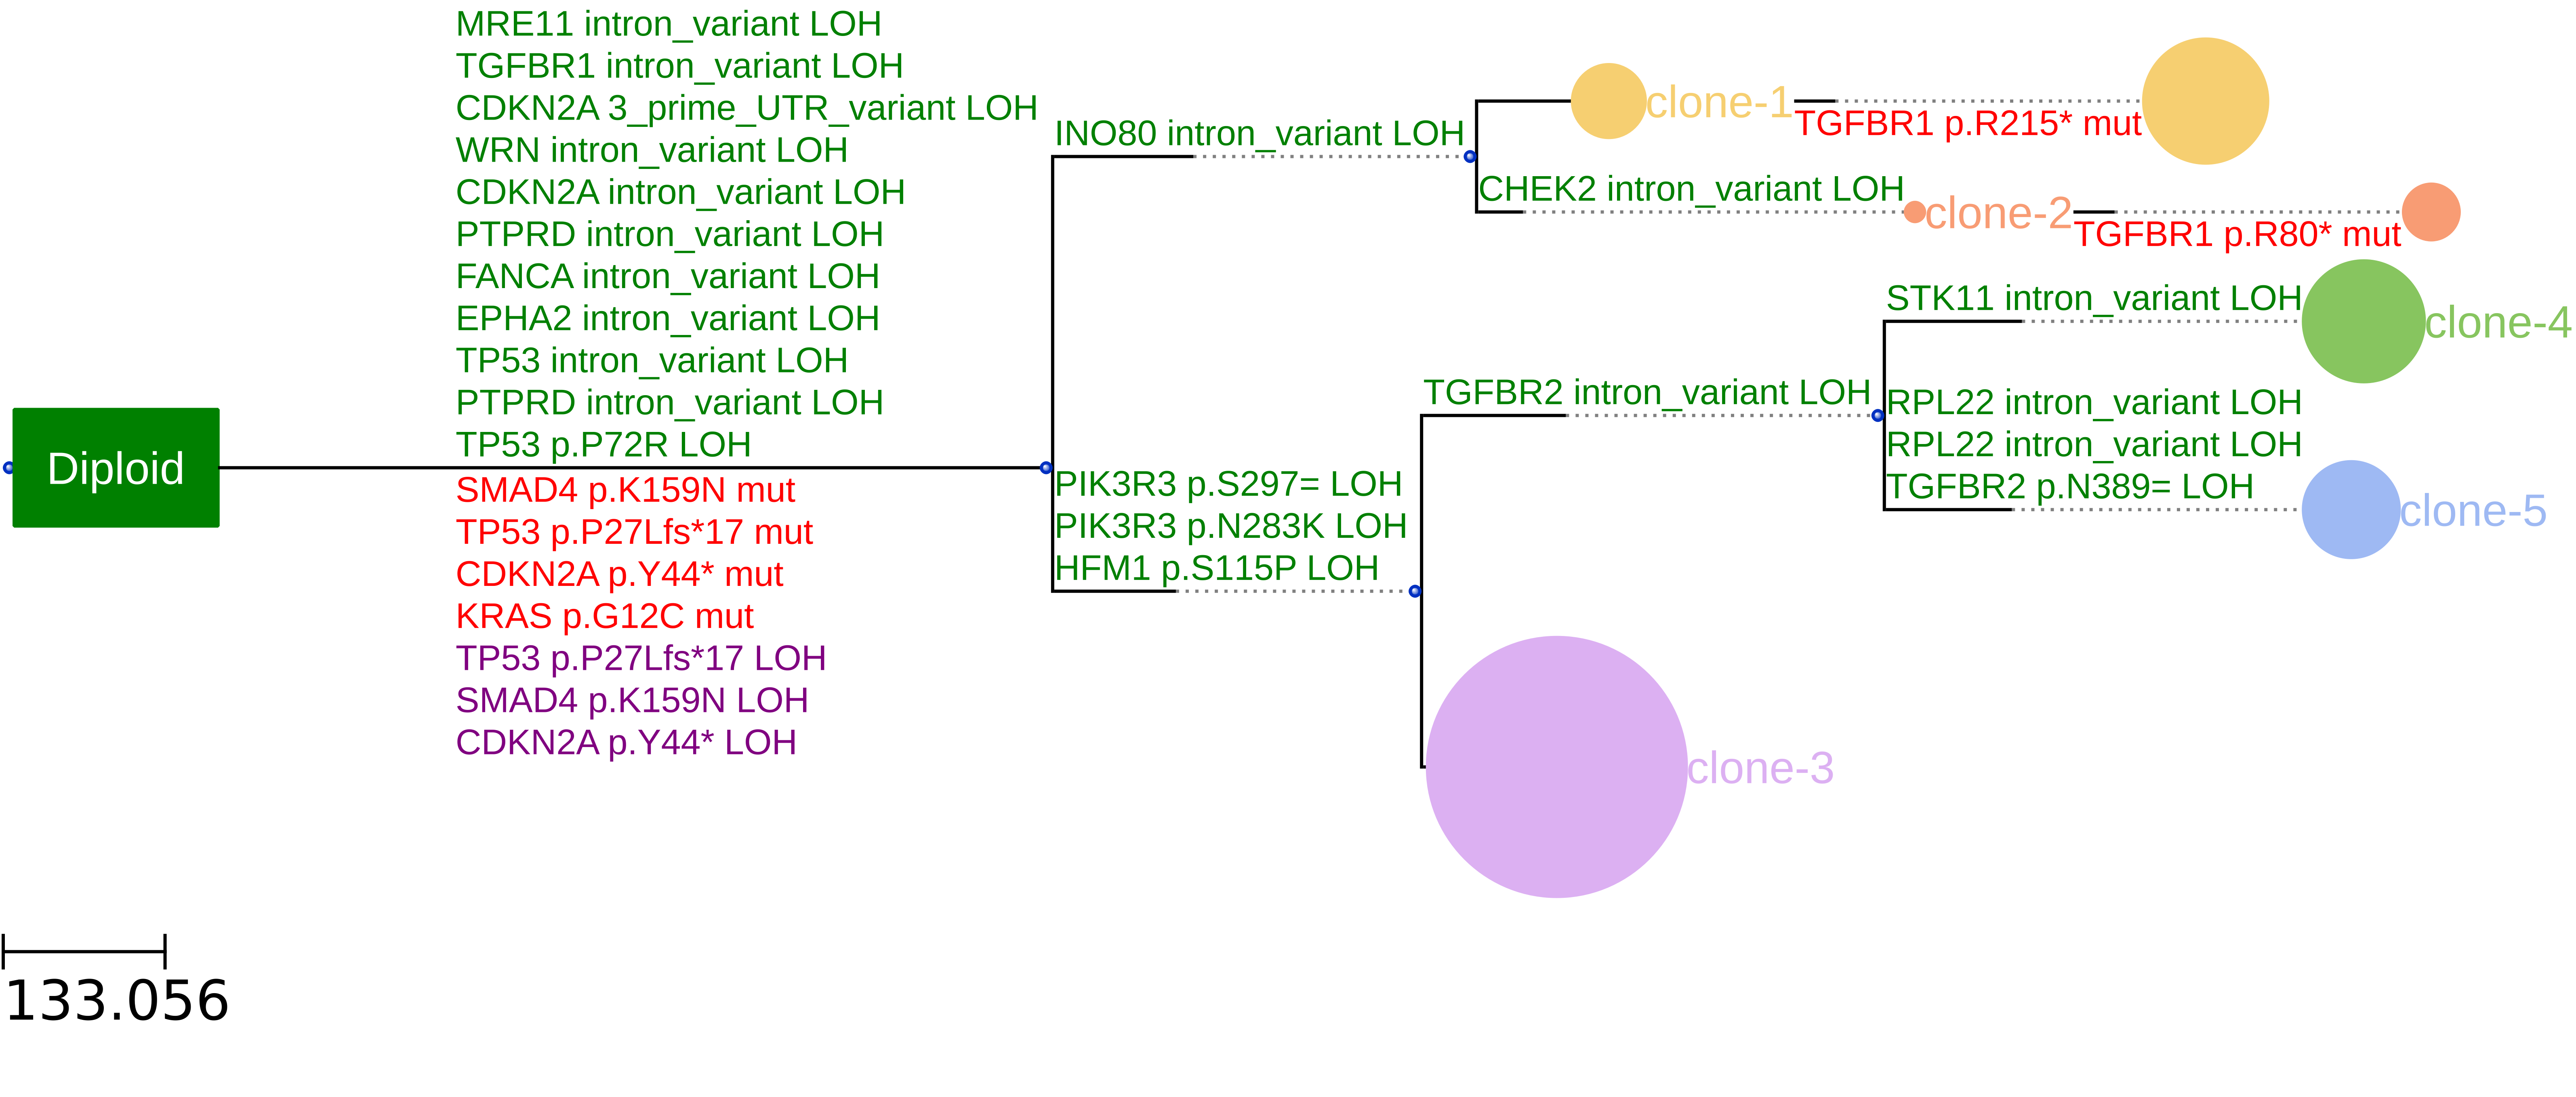 MRE11 intron_variant LOH
TGFBR1 intron_variant LOH
CDKN2A 3_prime_UTR_variant LOH
WRN intron_variant LOH
CDKN2A intron_variant LOH
PTPRD intron_variant LOH
FANCA intron_variant LOH
EPHA2 intron_variant LOH
TP53 intron_variant LOH
PTPRD intron_variant LOH
TP53 p.P72R LOH
Diploid
SMAD4 p.K159N mut
TP53 p.P27Lfs*17 mut
CDKN2A p.Y44* mut
KRAS p.G12C mut
TP53 p.P27Lfs*17 LOH
SMAD4 p.K159N LOH
CDKN2A p.Y44* LOH
INO80 intron_variant LOH
clone-1
TGFBR1 p.R215* mut
CHEK2 intron_variant LOH
clone-2
TGFBR1 p.R80* mut
PIK3R3 p.S297= LOH
PIK3R3 p.N283K LOH
HFM1 p.S115P LOH
TGFBR2 intron_variant LOH
STK11 intron_variant LOH
clone-4
RPL22 intron_variant LOH
RPL22 intron_variant LOH
TGFBR2 p.N389= LOH
clone-5
clone-3
133.056